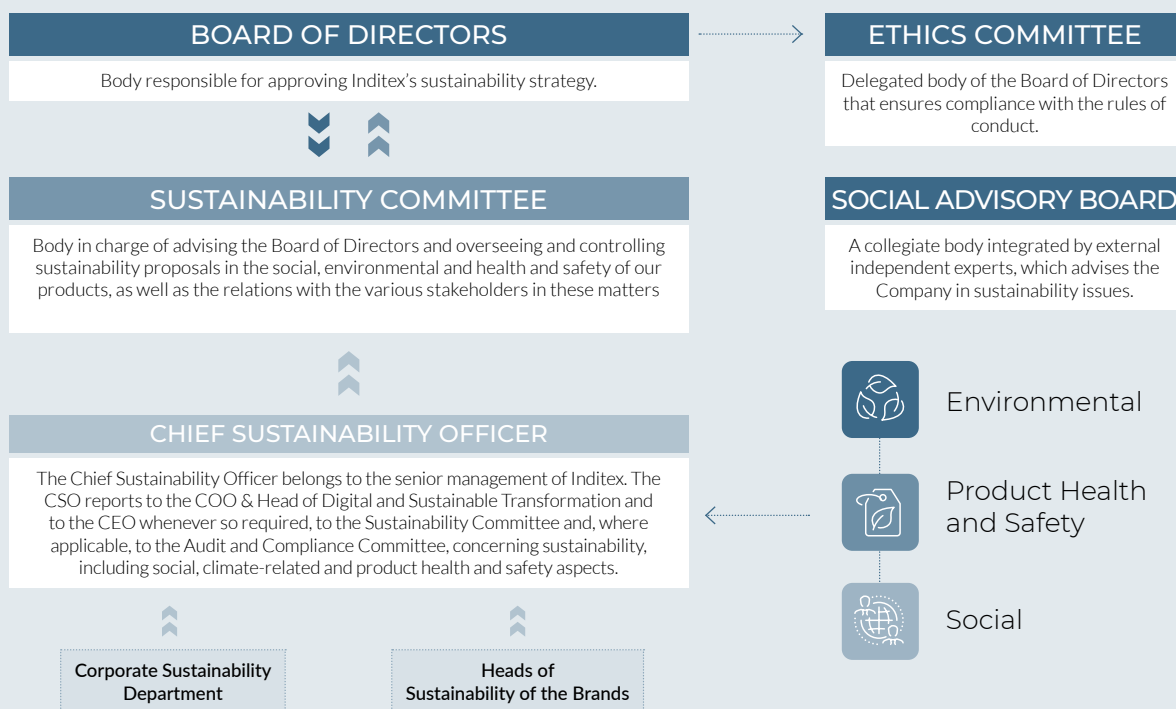 BOARD OF DIRECTORS
Body responsible for approving Inditex's sustainability strategy.
ETHICS COMMITTEE
Delegated body of the Board of Directors
that ensures compliance with the rules of
conduct.
SUSTAINABILITY COMMITTEE
Body in charge of advising the Board of Directors and overseeing and controlling
sustainability proposals in the social, environmental and health and safety of our
products, as well as the relations with the various stakeholders in these matters
SOCIAL ADVISORY BOARD
A collegiate body integrated by external
independent experts, which advises the
Company in sustainability issues.
CHIEF SUSTAINABILITY OFFICER
The Chief Sustainability Officer belongs to the senior management of Inditex. The
CSO reports to the COO & Head of Digital and Sustainable Transformation and
to the CEO whenever so required, to the Sustainability Committee and, where
applicable, to the Audit and Compliance Committee, concerning sustainability,
including social, climate-related and product health and safety aspects.
Environmental
Product Health
and Safety
Social
Corporate Sustainability
Department
Heads of
Sustainability of the Brands